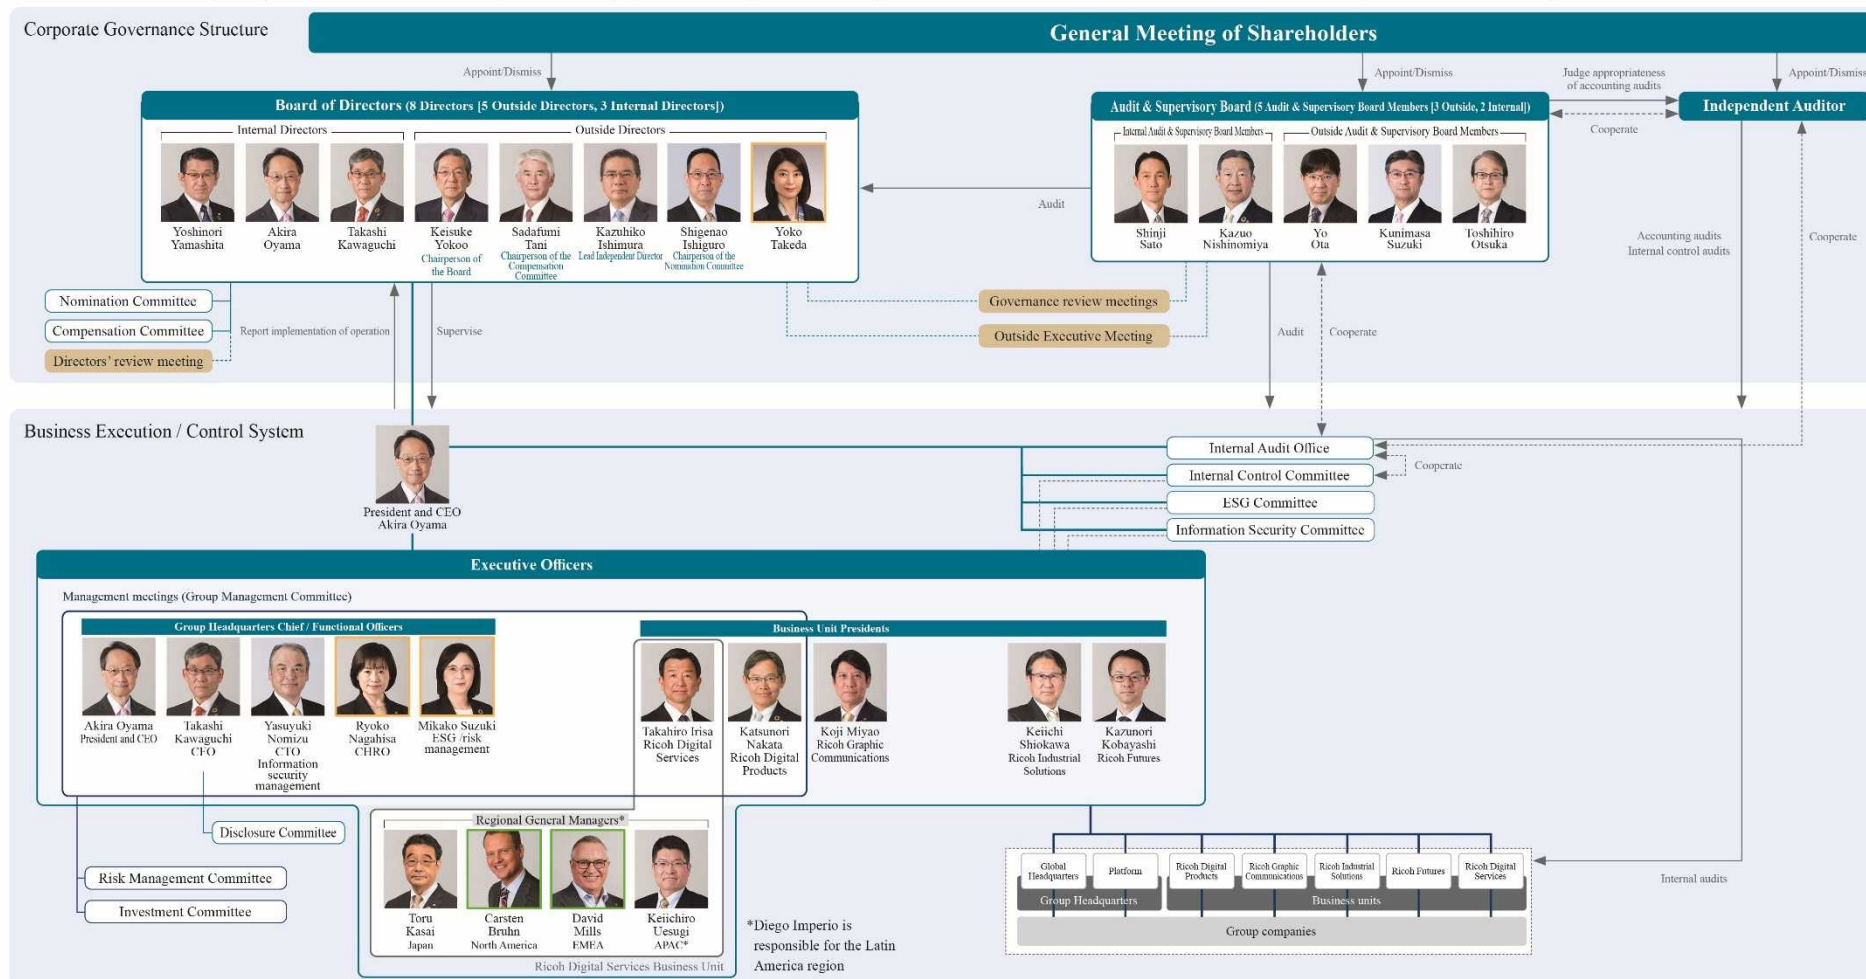 Corporate Governance Structure
General Meeting of Shareholders
Appoint/Dismiss
Appoint/Dismiss
Judge appropriateness
of accounting audits
Appoint/Dismiss
Board of Directors (8 Directors [5 Outside Directors, 3 Internal Directors])
Internal Directors
Outside Directors
Yoshinori
Yamashita
Akira
Oyama
Takashi
Kawaguchi
Keisuke
Yokoo
Chairperson of
the Board
Sadafumi
Tani
Chairperson of the
Compensation
Committee
Kazuhiko
Ishimura
Lead Independent Director
Shigenao
Ishiguro
Chairperson of the
Nomination Committee
Yoko
Takeda
Audit & Supervisory Board (5 Audit & Supervisory Board Members [3 Outside, 2 Internal])
Internal Audit & Supervisory Board Members
Outside Audit & Supervisory Board Members
Shinji
Sato
Kazuo
Nishinomiya
Yo
Ota
Kunimasa
Suzuki
Toshihiro
Otsuka
Independent Auditor
Cooperate
Audit
Accounting audits
Internal control audits
Cooperate
Nomination Committee
Compensation Committee
Directors' review meeting
Report implementation of operation
Supervise
Governance review meetings
Outside Executive Meeting
Audit
Cooperate
Business Execution / Control System
President and CEO
Akira Oyama
Internal Audit Office
Internal Control Committee
ESG Committee
Information Security Committee
Cooperate
Executive Officers
Management meetings (Group Management Committee)
Group Headquarters Chief / Functional Officers
Akira Oyama
President and CEO
Takashi
Kawaguchi
CFO
Yasuyuki
Nomizu
CTO
Information
security
management
Ryoko
Nagahisa
CHRO
Mikako Suzuki
ESG /risk
management
Business Unit Presidents
Takahiro Irisa
Ricoh Digital
Services
Katsunori
Nakata
Ricoh Digital
Products
Koji Miyao
Ricoh Graphic
Communications
Keiichi
Shiokawa
Ricoh Industrial
Solutions
Kazunori
Kobayashi
Ricoh Futures
Disclosure Committee
Risk Management Committee
Investment Committee
Regional General Managers*
Toru
Kasai
Japan
Carsten
Bruhn
North America
David
Mills
EMEA
Keiichiro
Uesugi
APAC*
Ricoh Digital Services Business Unit
*Diego Imperio is
responsible for the Latin
America region
Global
Headquarters
Platform
Ricoh Digital
Products
Ricoh Graphic
Communications
Ricoh Industrial
Solutions
Ricoh Futures
Ricoh Digital
Services
Group Headquarters
Business units
Group companies
Internal audits